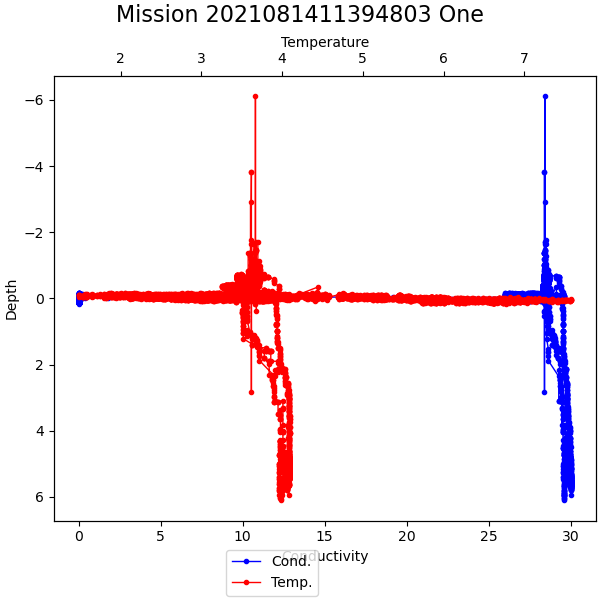 Mission 2021081411394803 One
Temperature
2 3 4 5 6 7
Depth
−6
−4
−2
0
2
4
6
0 5 10 15 20 25 30
Conductivity
Cond.
Temp.